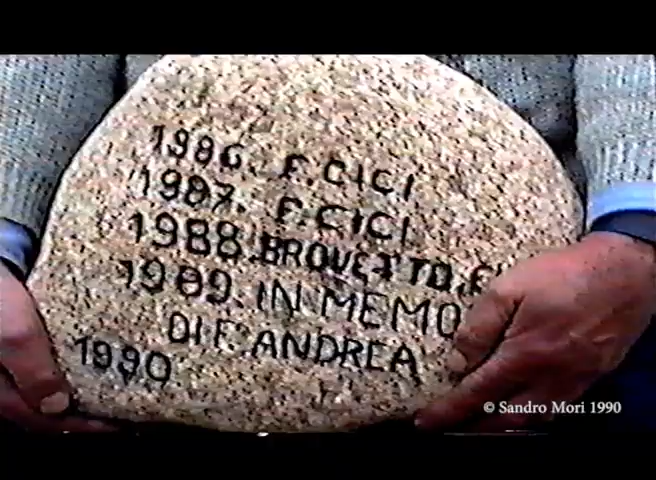 1986. F. CICI
1987. F. CICI
1988. BROVETTO. F
1989. IN MEMO
DI F. ANDREA
1990
© Sandro Mori 1990